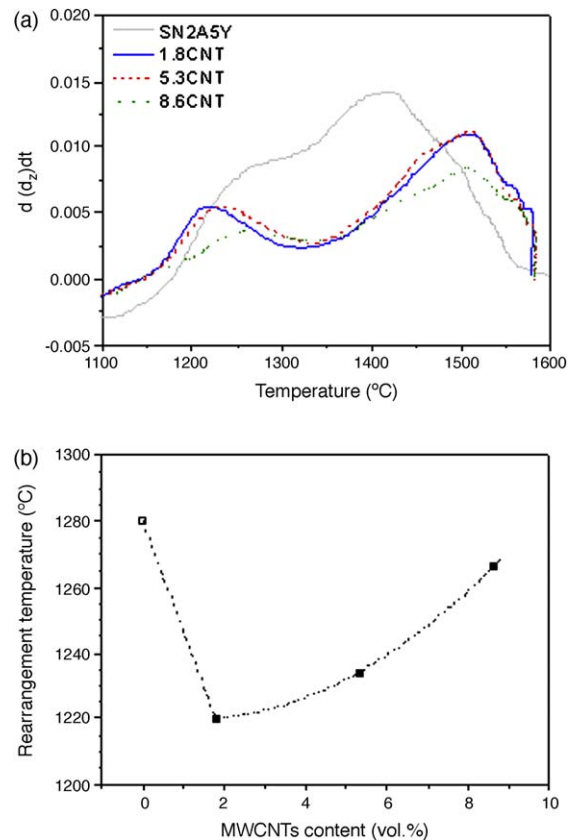 (a)
0.020
0.015
0.010
0.005
0.000
-0.005
d (d_z)dt
SN2A5Y
1.8CNT
5.3CNT
8.6CNT
1100 1200 1300 1400 1500 1600
Temperature (ºC)
(b)
1300
1280
1260
1240
1220
1200
Rearrangement temperature (ºC)
0 2 4 6 8 10
MWCNTs content (vol.%)